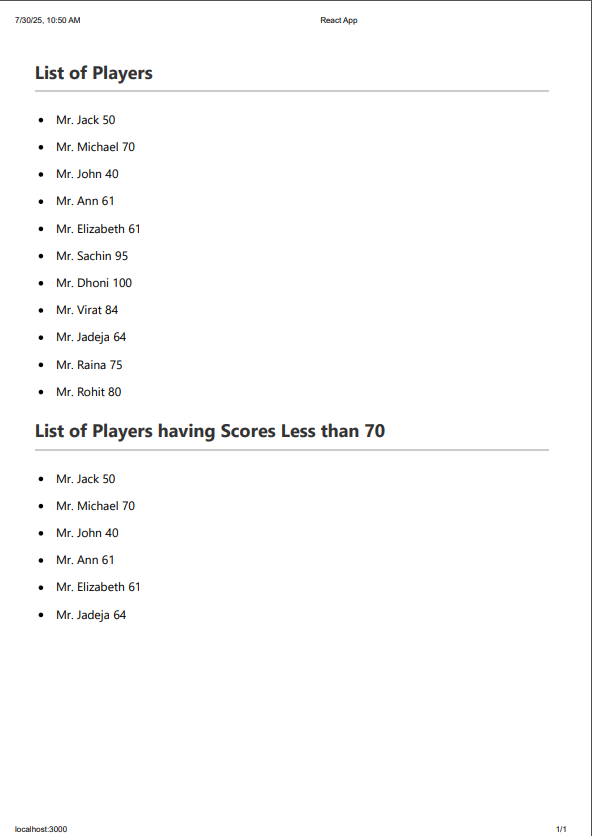 7/30/25, 10:50 AM React App
List of Players
• Mr. Jack 50
• Mr. Michael 70
• Mr. John 40
• Mr. Ann 61
• Mr. Elizabeth 61
• Mr. Sachin 95
• Mr. Dhoni 100
• Mr. Virat 84
• Mr. Jadeja 64
• Mr. Raina 75
• Mr. Rohit 80
List of Players having Scores Less than 70
• Mr. Jack 50
• Mr. Michael 70
• Mr. John 40
• Mr. Ann 61
• Mr. Elizabeth 61
• Mr. Jadeja 64
localhost:3000 1/1